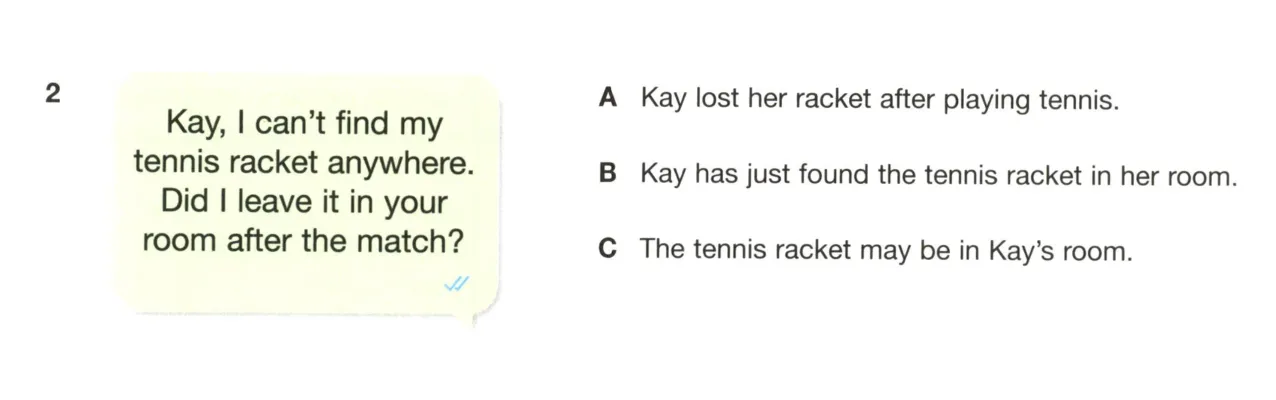 2
Kay, I can't find my
tennis racket anywhere.
Did I leave it in your
room after the match?
A Kay lost her racket after playing tennis.
B Kay has just found the tennis racket in her room.
C The tennis racket may be in Kay's room.